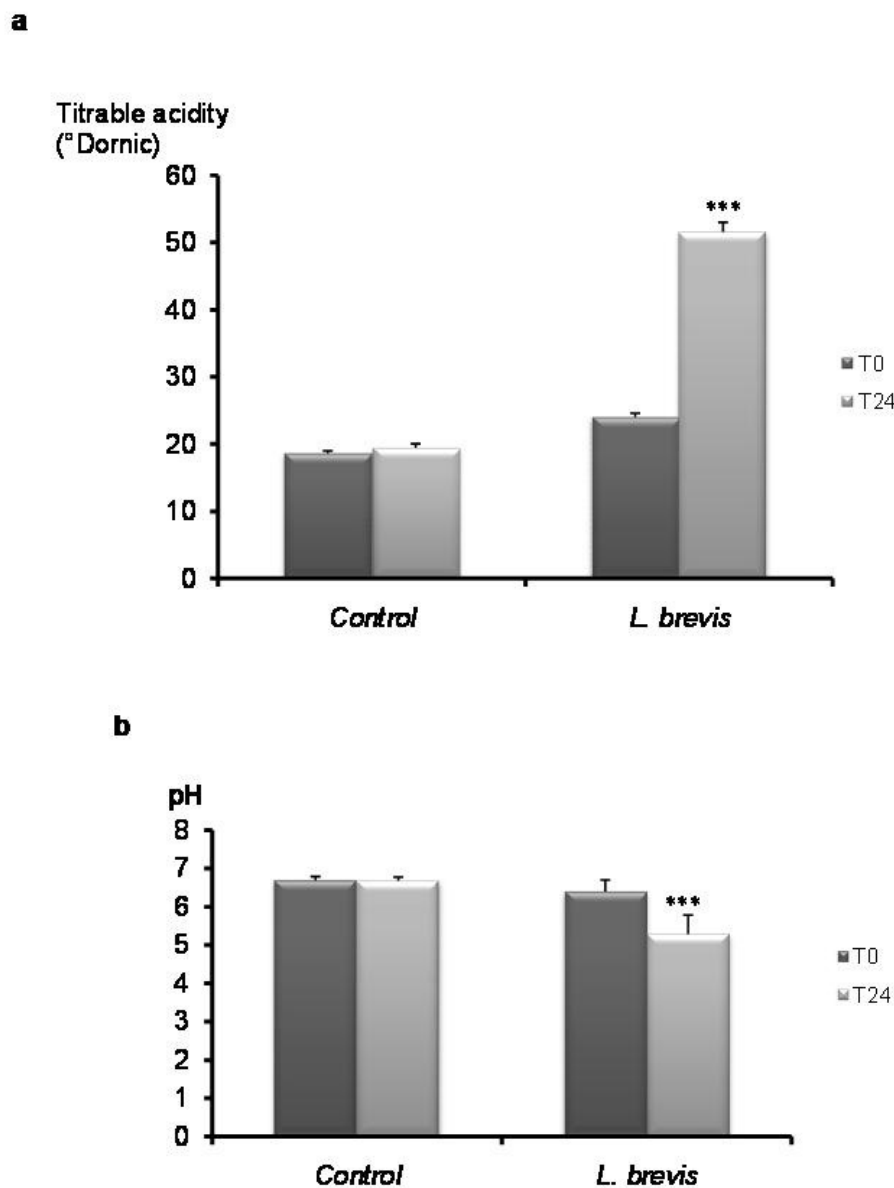 a
Titrable acidity
(°Dornic)
60
50
40
30
20
10
0
***
T0
T24
Control L. brevis
b
pH
8
7
6
5
4
3
2
1
0
***
T0
T24
Control L. brevis